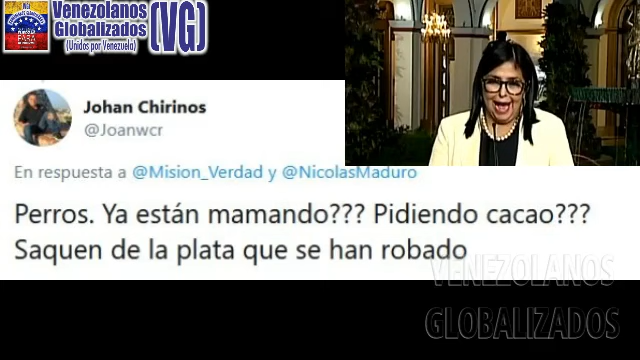 Venezolanos
Globalizados
(Unidos por Venezuela)
(VG)
Johan Chirinos
@Joanwcr
En respuesta a @Mision_Verdad y @NicolasMaduro
Perros. Ya están mamando??? Pidiendo cacao???
Saquen de la plata que se han robado
VENEZOLANOS
GLOBALIZADOS